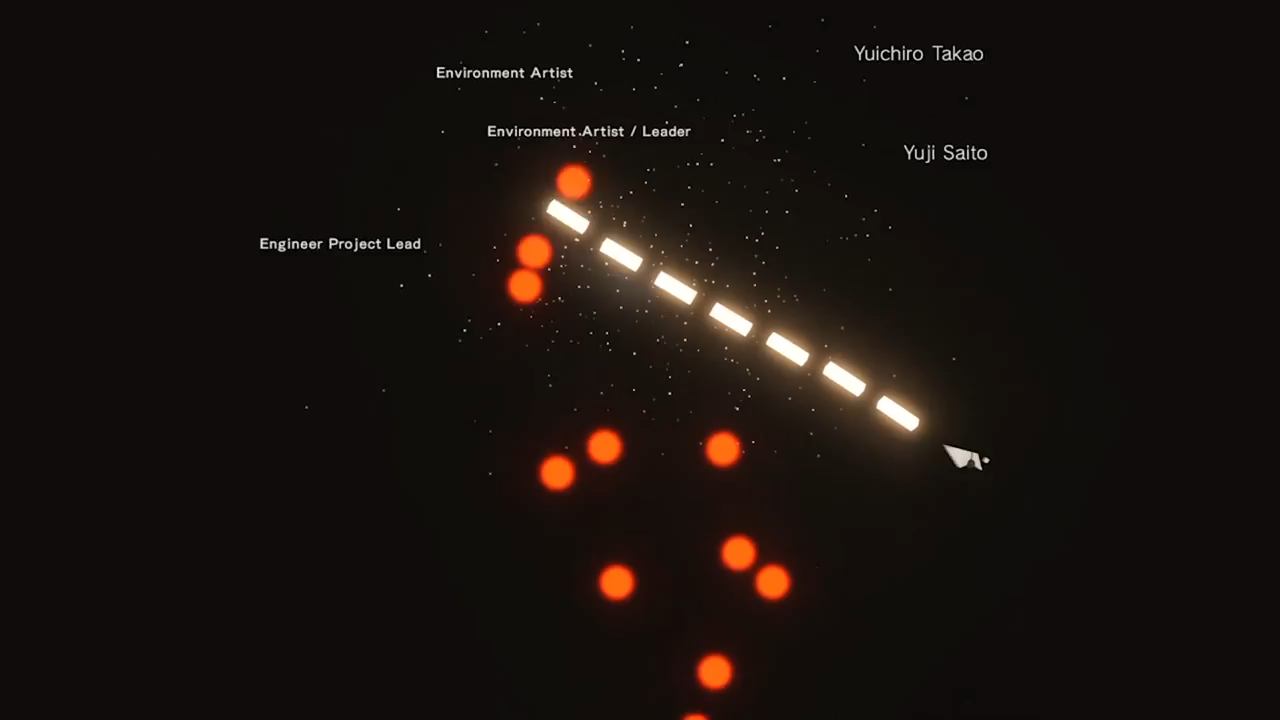 Yuichiro Takao
Environment Artist
Environment Artist / Leader
Yuji Saito
Engineer Project Lead